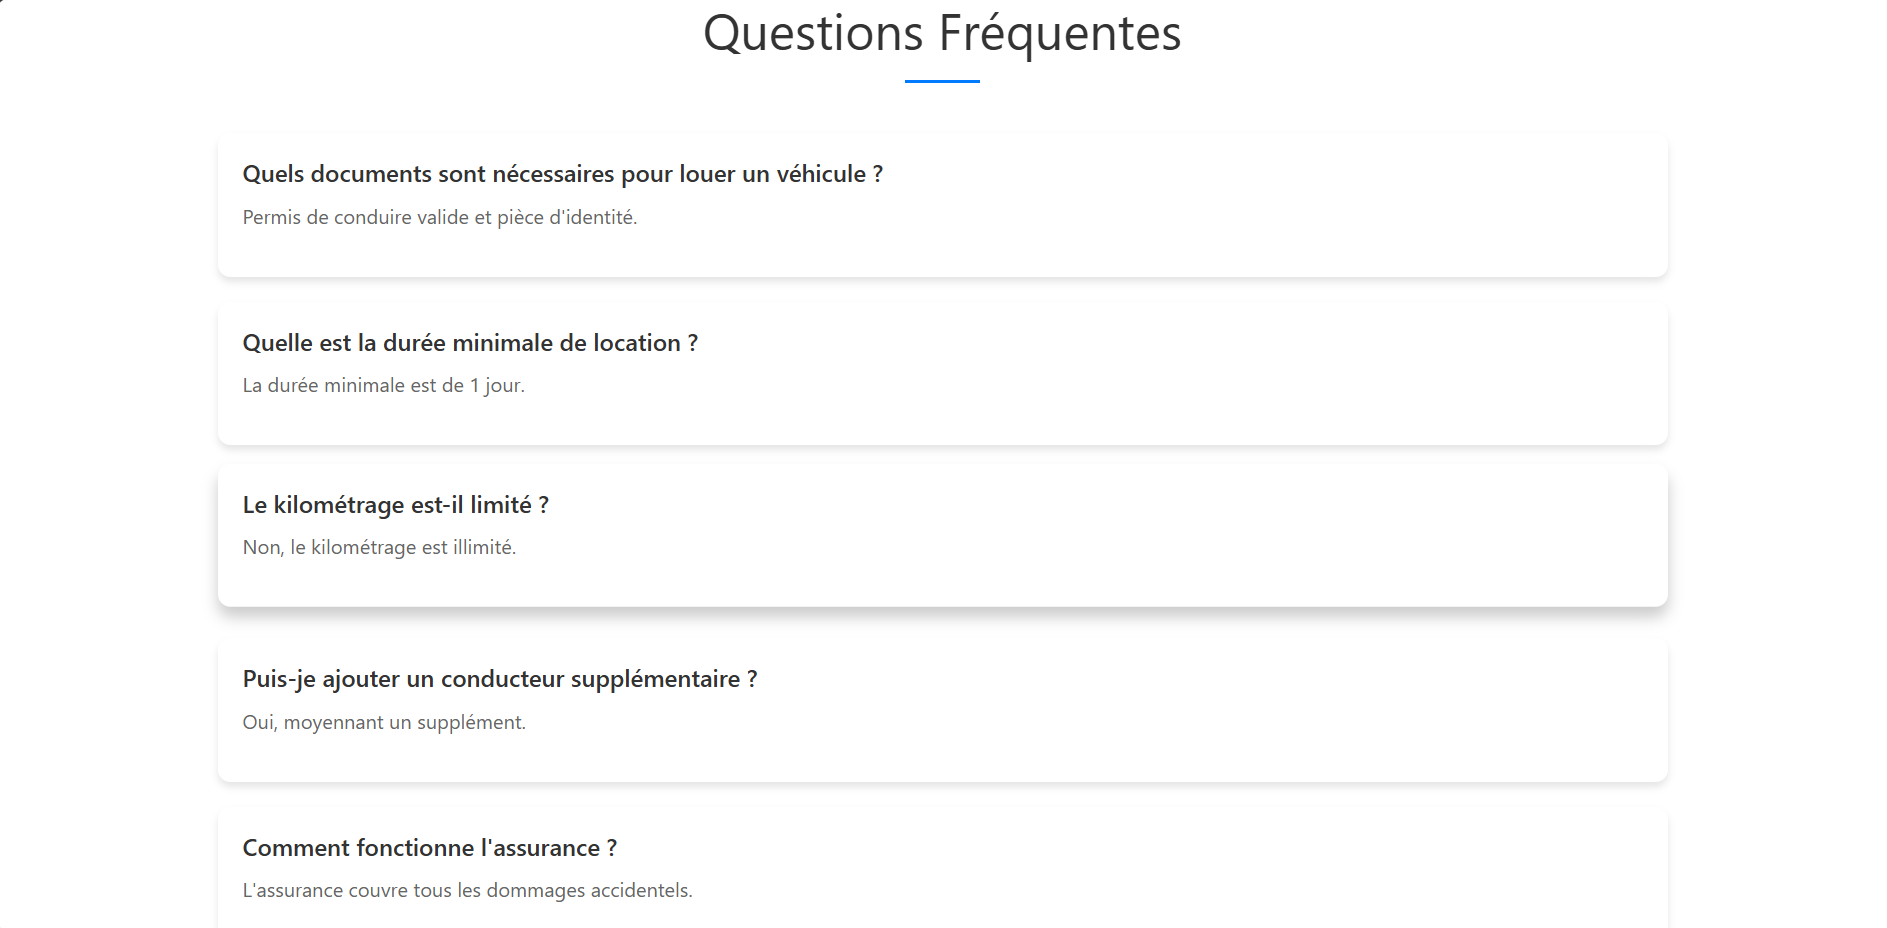 Questions Fréquentes
Quels documents sont nécessaires pour louer un véhicule ?
Permis de conduire valide et pièce d'identité.
Quelle est la durée minimale de location ?
La durée minimale est de 1 jour.
Le kilométrage est-il limité ?
Non, le kilométrage est illimité.
Puis-je ajouter un conducteur supplémentaire ?
Oui, moyennant un supplément.
Comment fonctionne l'assurance ?
L'assurance couvre tous les dommages accidentels.